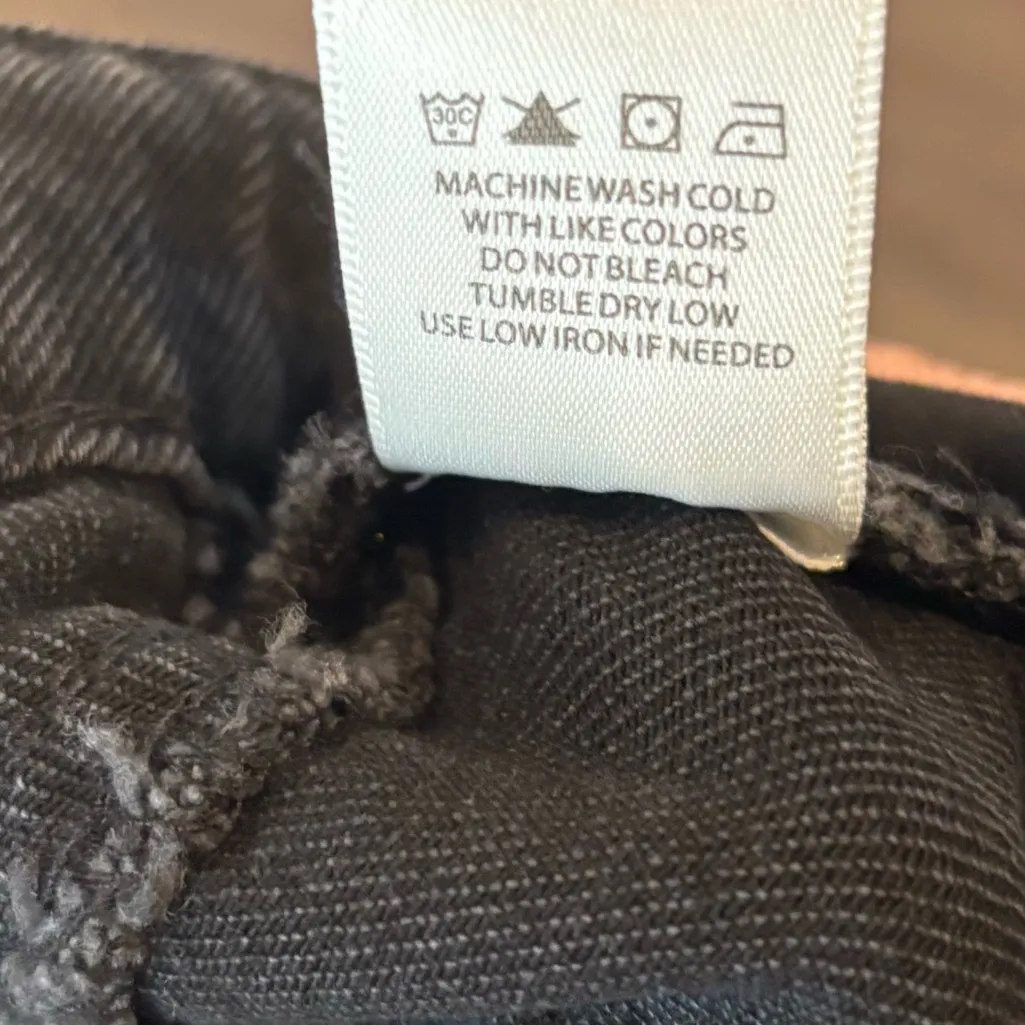 30C
MACHINE WASH COLD
WITH LIKE COLORS
DO NOT BLEACH
TUMBLE DRY LOW
USE LOW IRON IF NEEDED